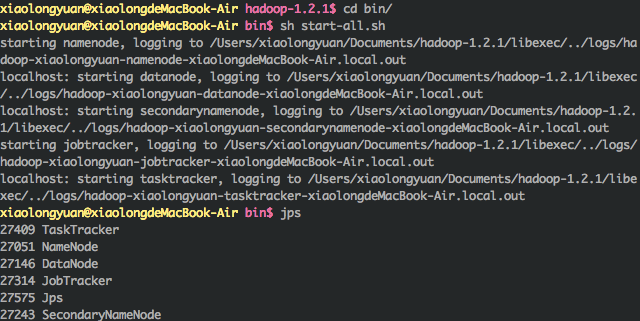 xiaolongyuan@xiaolongdeMacBook-Air hadoop-1.2.1$ cd bin/
xiaolongyuan@xiaolongdeMacBook-Air bin$ sh start-all.sh
starting namenode, logging to /Users/xiaolongyuan/Documents/hadoop-1.2.1/libexec/../logs/ha
doop-xiaolongyuan-namenode-xiaolongdeMacBook-Air.local.out
localhost: starting datanode, logging to /Users/xiaolongyuan/Documents/hadoop-1.2.1/libexec
/../logs/hadoop-xiaolongyuan-datanode-xiaolongdeMacBook-Air.local.out
localhost: starting secondarynamenode, logging to /Users/xiaolongyuan/Documents/hadoop-1.2.
1/libexec/../logs/hadoop-xiaolongyuan-secondarynamenode-xiaolongdeMacBook-Air.local.out
starting jobtracker, logging to /Users/xiaolongyuan/Documents/hadoop-1.2.1/libexec/../logs/
hadoop-xiaolongyuan-jobtracker-xiaolongdeMacBook-Air.local.out
localhost: starting tasktracker, logging to /Users/xiaolongyuan/Documents/hadoop-1.2.1/libe
xec/../logs/hadoop-xiaolongyuan-tasktracker-xiaolongdeMacBook-Air.local.out
xiaolongyuan@xiaolongdeMacBook-Air bin$ jps
27409 TaskTracker
27051 NameNode
27146 DataNode
27314 JobTracker
27575 Jps
27243 SecondaryNameNode